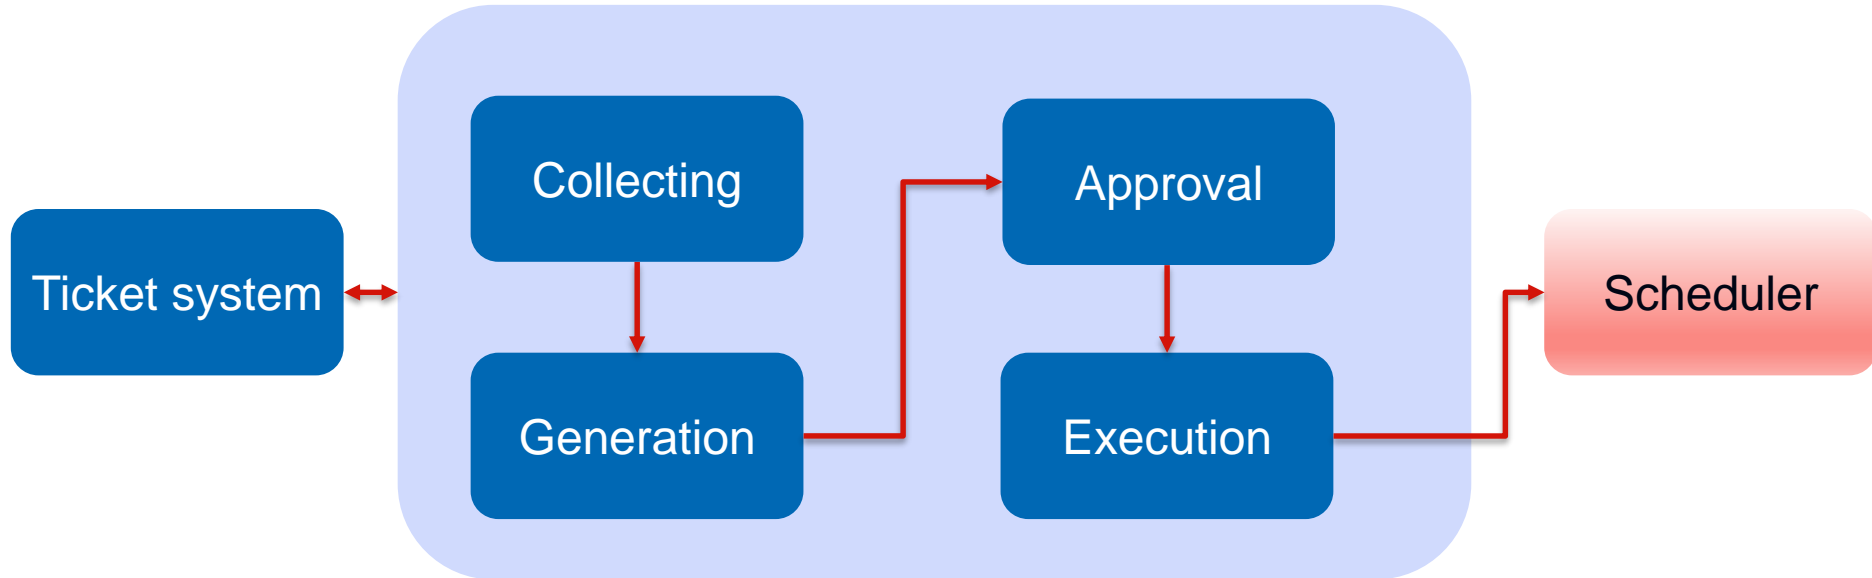 Ticket system
Collecting
Generation
Approval
Execution
Scheduler